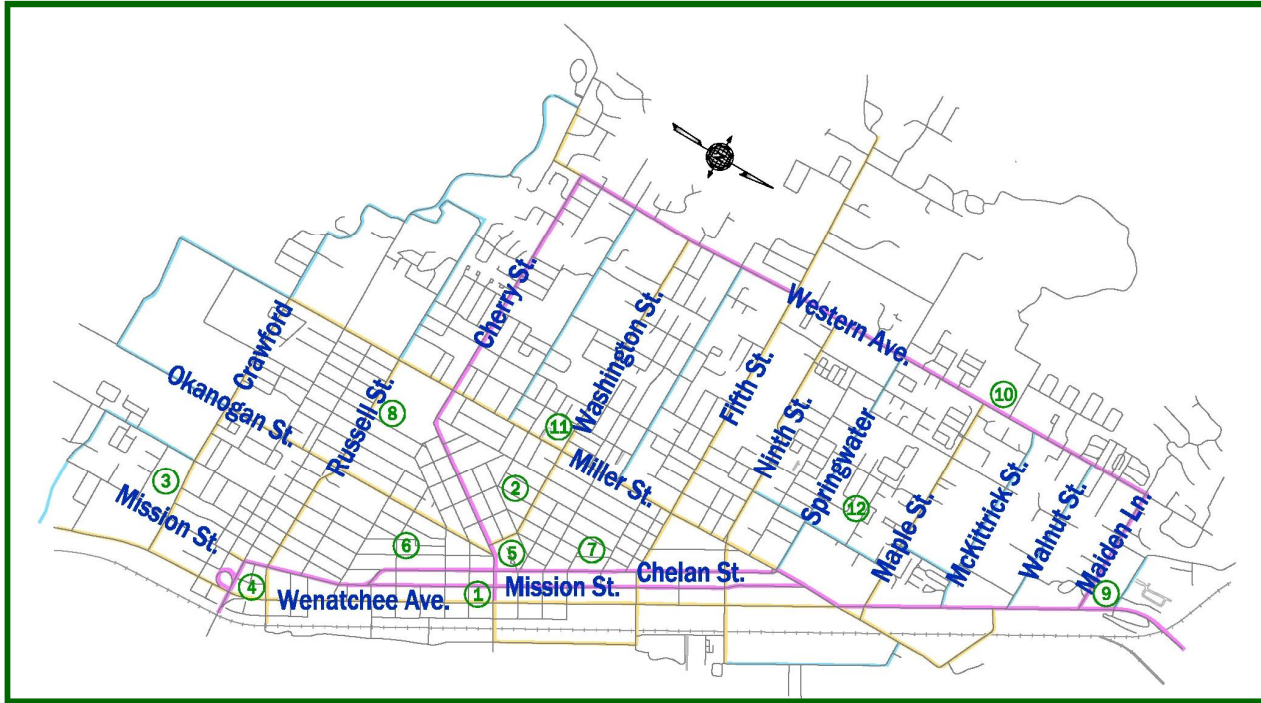 Cherry St.
Western Ave.
Washington St.
Crawford
Okanogan St.
Russell St.
8
11
Fifth St.
Ninth St.
10
Springwater
Miller St.
3
2
12
Maple St.
McKittrick St.
Walnut St.
Maiden Ln.
Mission St.
6
5
7
Chelan St.
4
Wenatchee Ave.
1
Mission St.
9